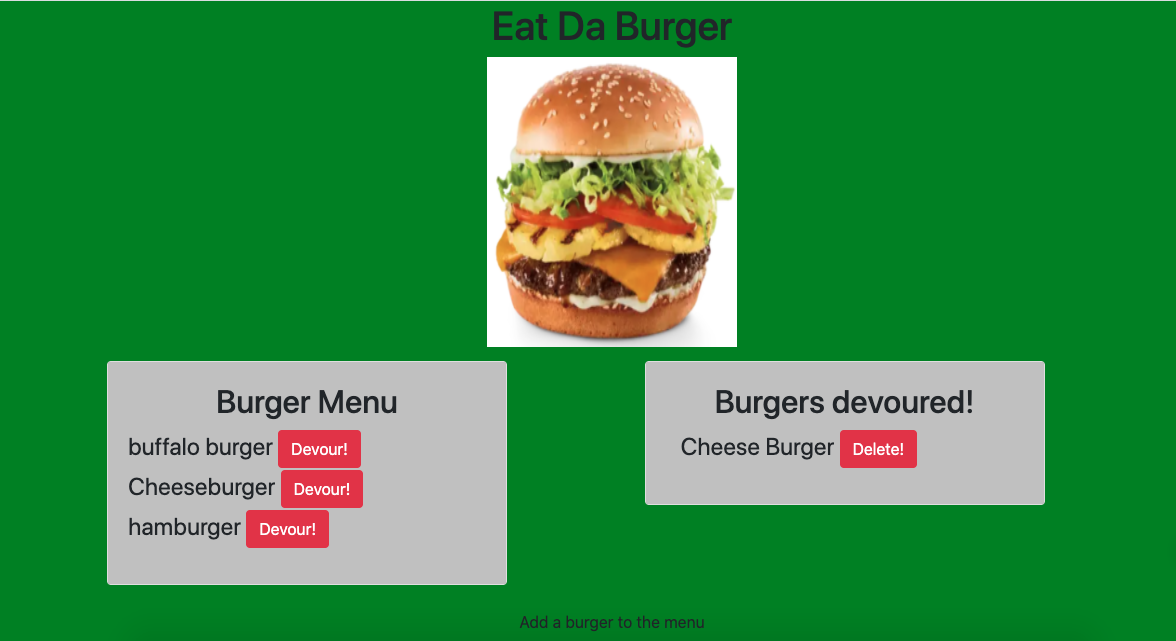 Eat Da Burger
Burger Menu
buffalo burger Devour!
Cheeseburger Devour!
hamburger Devour!
Burgers devoured!
Cheese Burger Delete!
Add a burger to the menu